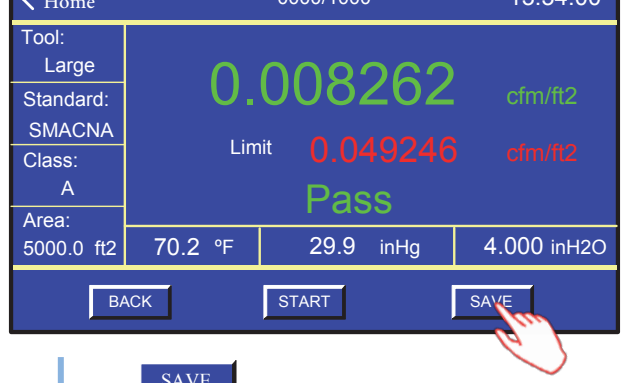 Home
Tool:
Large
0.008262 cfm/ft2
Standard:
SMACNA
Limit 0.049246 cfm/ft2
Class:
A
Pass
Area:
5000.0 ft2
70.2 ºF
29.9 inHg
4.000 inH2O
BACK
START
SAVE
SAVE